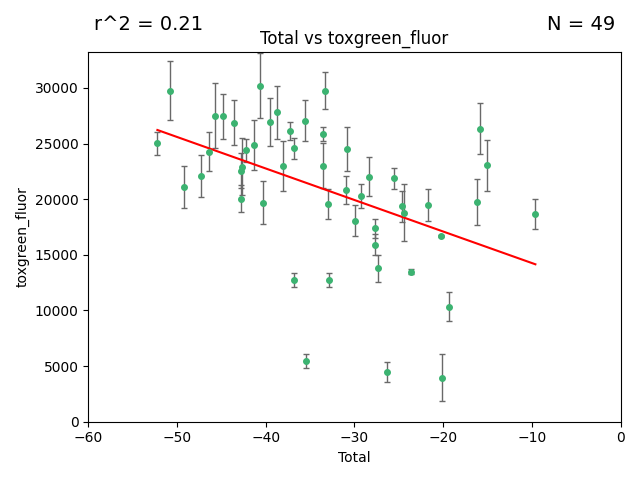 r^2 = 0.21
N = 49
Total vs toxgreen_fluor
30000
25000
20000
15000
10000
5000
0
toxgreen_fluor
−60
−50
−40
−30
−20
−10
0
Total